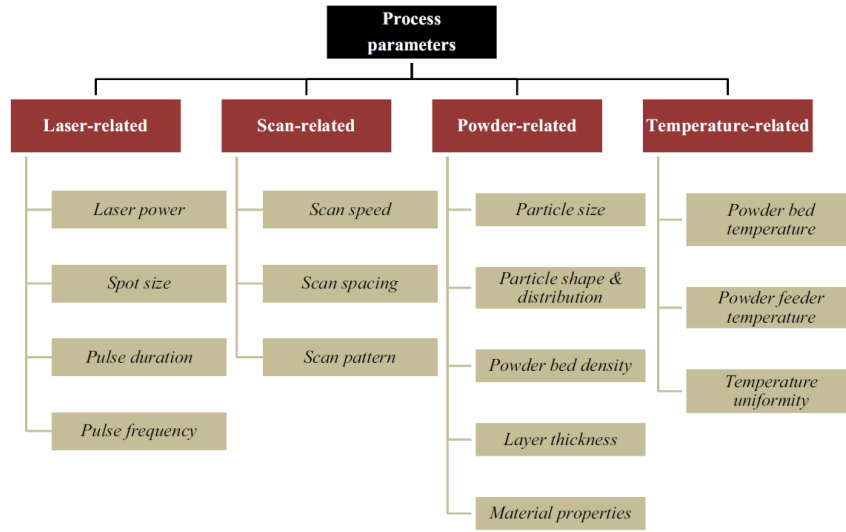 Process
parameters
Laser-related
Scan-related
Powder-related
Temperature-related
Laser power
Spot size
Pulse duration
Pulse frequency
Scan speed
Scan spacing
Scan pattern
Particle size
Particle shape &
distribution
Powder bed density
Layer thickness
Material properties
Powder bed
temperature
Powder feeder
temperature
Temperature
uniformity